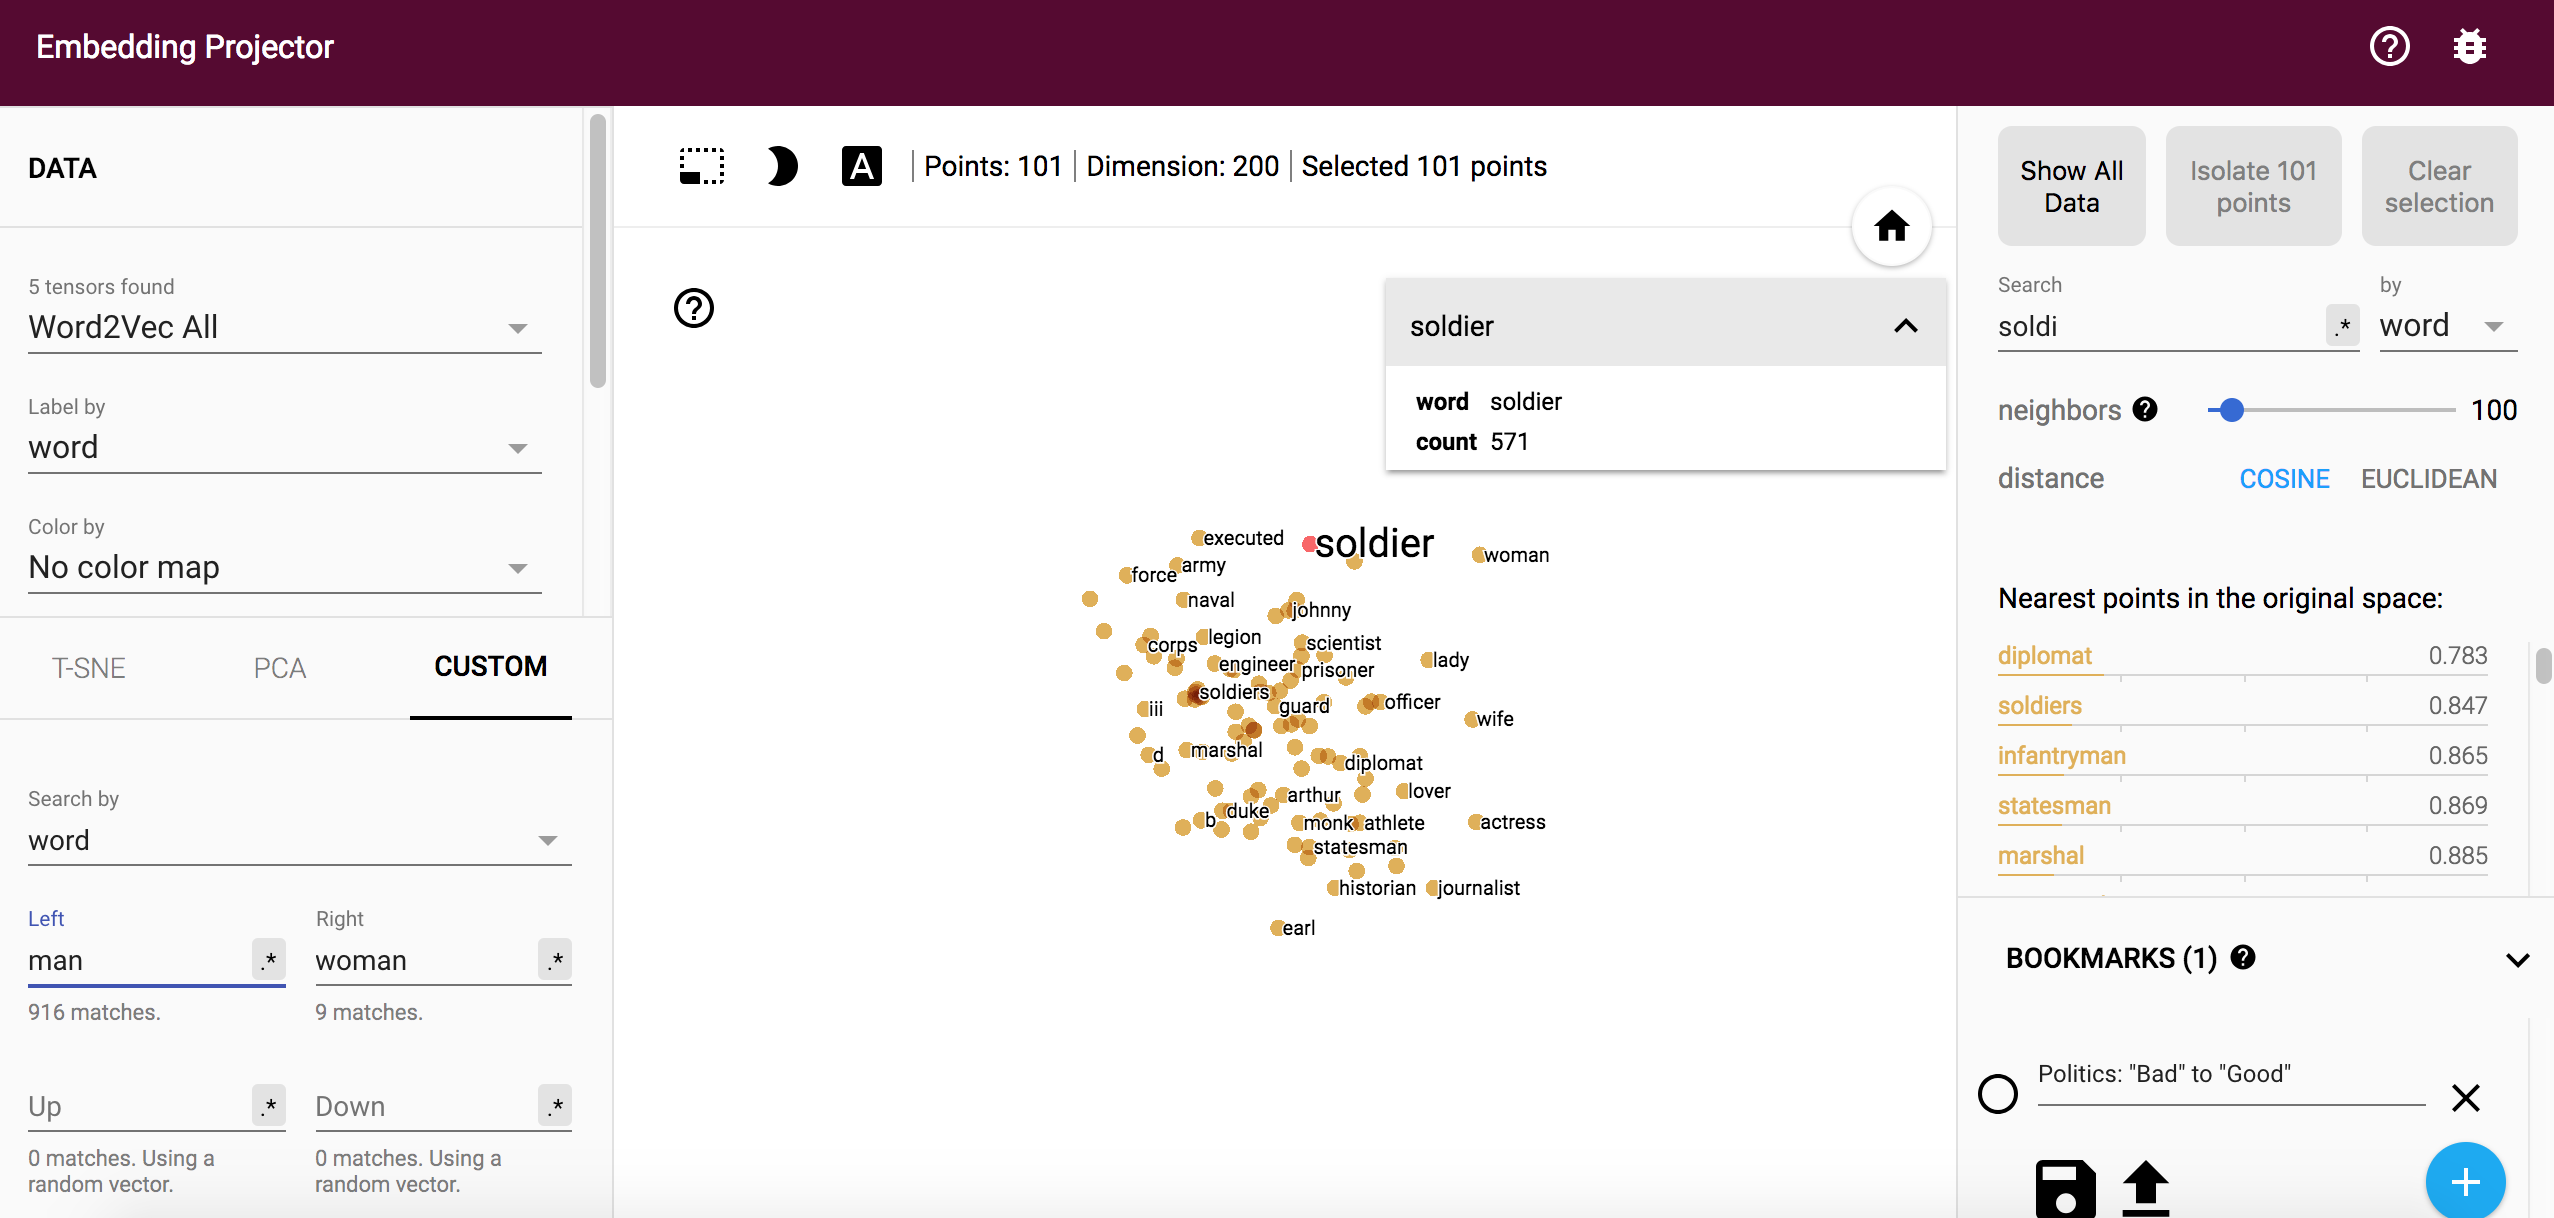 Embedding Projector
DATA
5 tensors found
Word2Vec All
Label by
word
Color by
No color map
T-SNE PCA CUSTOM
Search by
word
Left Right
man .* woman .*
916 matches. 9 matches.
Up .* Down .*
0 matches. Using a random vector. 0 matches. Using a random vector.
A Points: 101 Dimension: 200 Selected 101 points
soldier
word soldier
count 571
executed
soldier
woman
army
force
naval
johnny
legion
corps
scientist
engineer
prisoner
lady
soldiers
iii
guard
officer
wife
d
marshal
diplomat
arthur
lover
b
duke
monk
athlete
actress
statesman
historian
journalist
earl
Show All Data
Isolate 101 points
Clear selection
Search by
soldi .* word
neighbors 100
distance COSINE EUCLIDEAN
Nearest points in the original space:
diplomat 0.783
soldiers 0.847
infantryman 0.865
statesman 0.869
marshal 0.885
BOOKMARKS (1)
Politics: "Bad" to "Good"